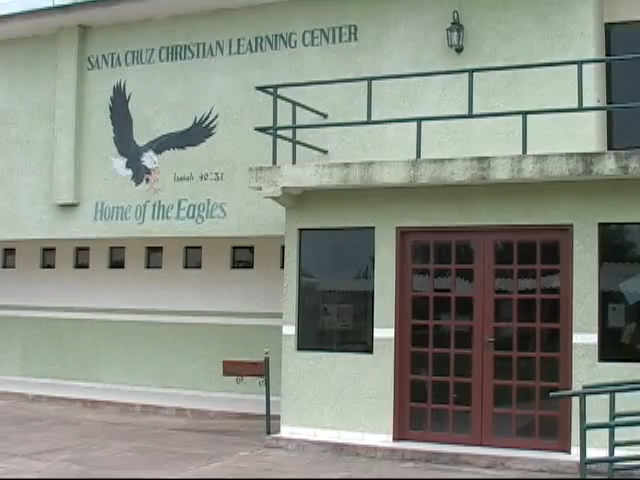 SANTA CRUZ CHRISTIAN LEARNING CENTER
Isaiah 40:31
Home of the Eagles